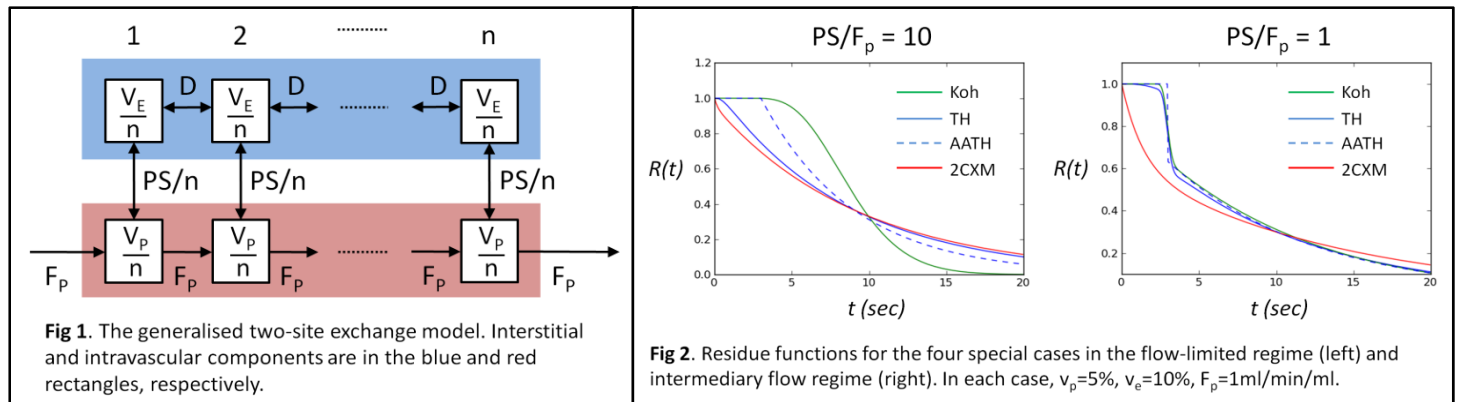 1 2 ......... n
D D D
V_E/n V_E/n V_E/n
PS/n PS/n PS/n
V_P/n V_P/n V_P/n
F_P F_P F_P F_P F_P
Fig 1. The generalised two-site exchange model. Interstitial
and intravascular components are in the blue and red
rectangles, respectively.
PS/F_p = 10
1.2
1.0
0.8
0.6
0.4
0.2
0.0
R(t)
Koh
TH
AATH
2CXM
0 5 10 15 20
t (sec)
PS/F_p = 1
1.2
1.0
0.8
0.6
0.4
0.2
R(t)
Koh
TH
AATH
2CXM
0 5 10 15 20
t (sec)
Fig 2. Residue functions for the four special cases in the flow-limited regime (left) and
intermediary flow regime (right). In each case, v_p=5%, v_e=10%, F_p=1ml/min/ml.